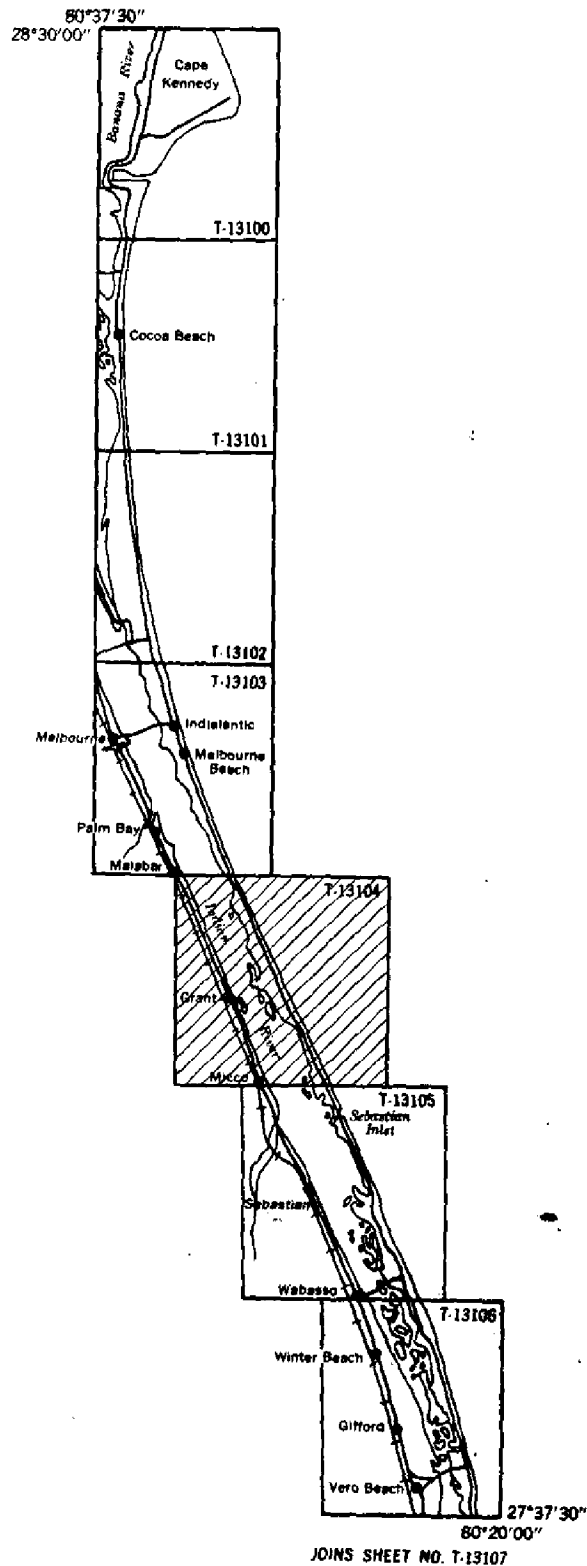 80°37'30"
28°30'00"
Banana River
Cape
Kennedy
T-13100
Cocoa Beach
T-13101
T-13102
T-13103
Indialantic
Melbourne
Melbourne
Beach
Palm Bay
Malabar
T-13104
Indian
Grant
River
Micco
T-13105
Sebastian
Inlet
Sebastian
Wabasso
T-13106
Winter Beach
Gifford
Vero Beach
27°37'30"
80°20'00"
JOINS SHEET NO. T-13107